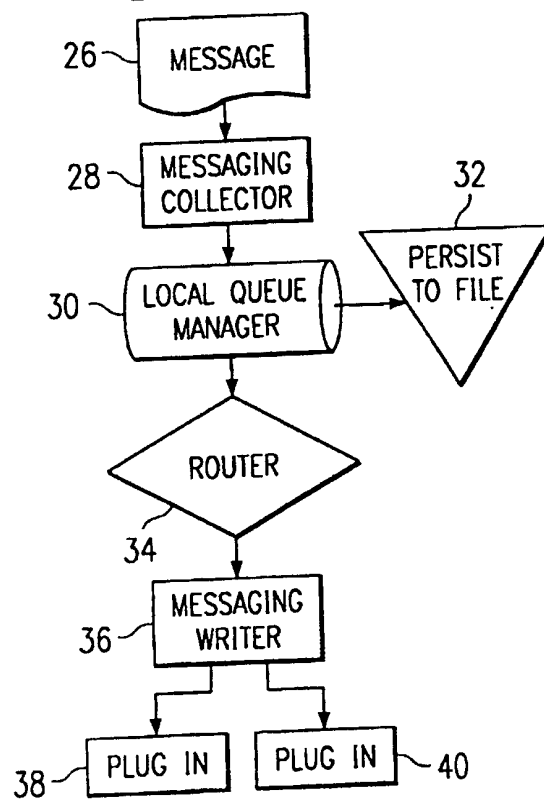 26
MESSAGE
28
MESSAGING
COLLECTOR
32
PERSIST
TO FILE
30
LOCAL QUEUE
MANAGER
ROUTER
34
MESSAGING
WRITER
36
PLUG IN
38
PLUG IN
40